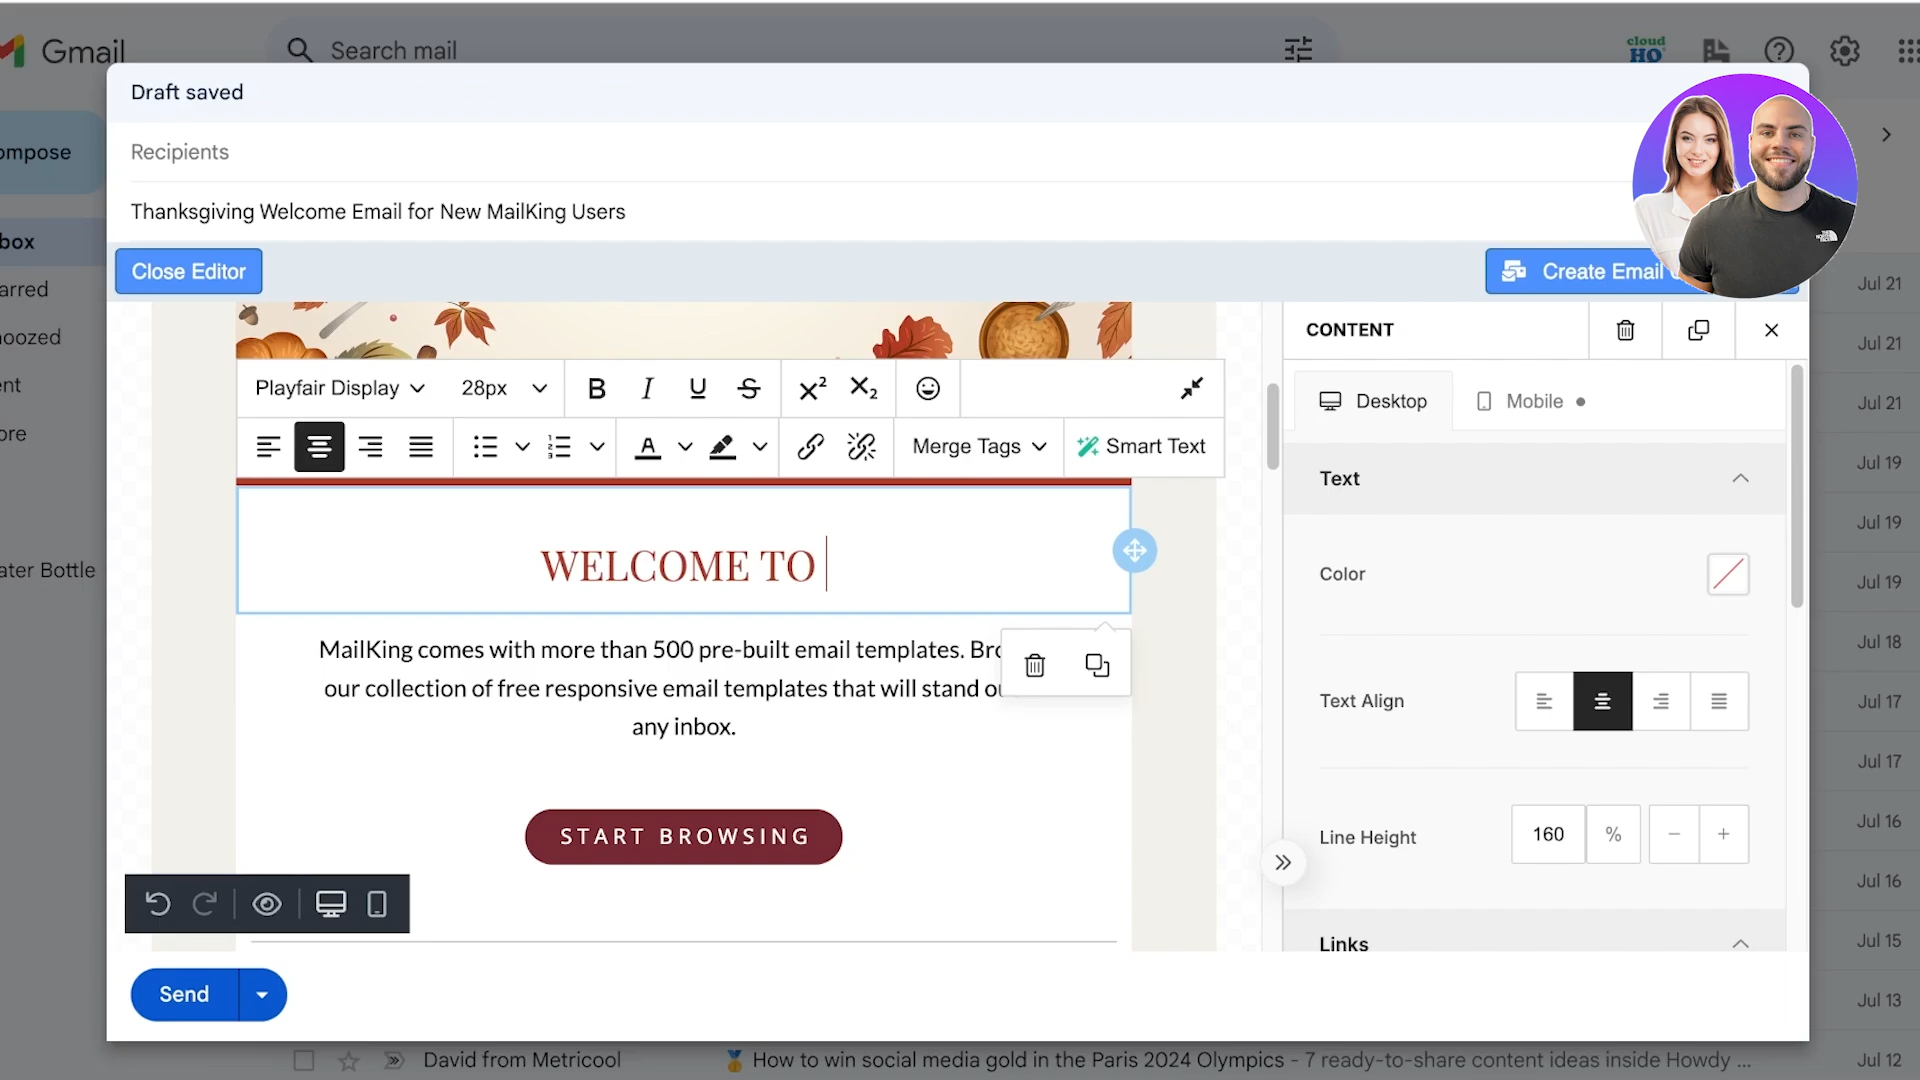 Gmail
Search mail
cloud
HQ
Draft saved
ompose
Recipients
Thanksgiving Welcome Email for New MailKing Users
box
Close Editor
Create Email
arred
Jul 21
CONTENT
oozed
Jul 21
Playfair Display
28px
B I U S X² X₂
Desktop
Mobile
ent
Jul 21
ore
A
Merge Tags
Smart Text
Text
Jul 19
Jul 19
WELCOME TO
Color
ater Bottle
Jul 19
MailKing comes with more than 500 pre-built email templates.
our collection of free responsive email templates that will stand
any inbox.
Jul 18
Text Align
Jul 17
Jul 17
START BROWSING
Line Height
160
%
−
+
Jul 16
Jul 16
Links
Jul 15
Send
Jul 13
David from Metricool
How to win social media gold in the Paris 2024 Olympics - 7 ready-to-share content ideas inside Howdy ...
Jul 12